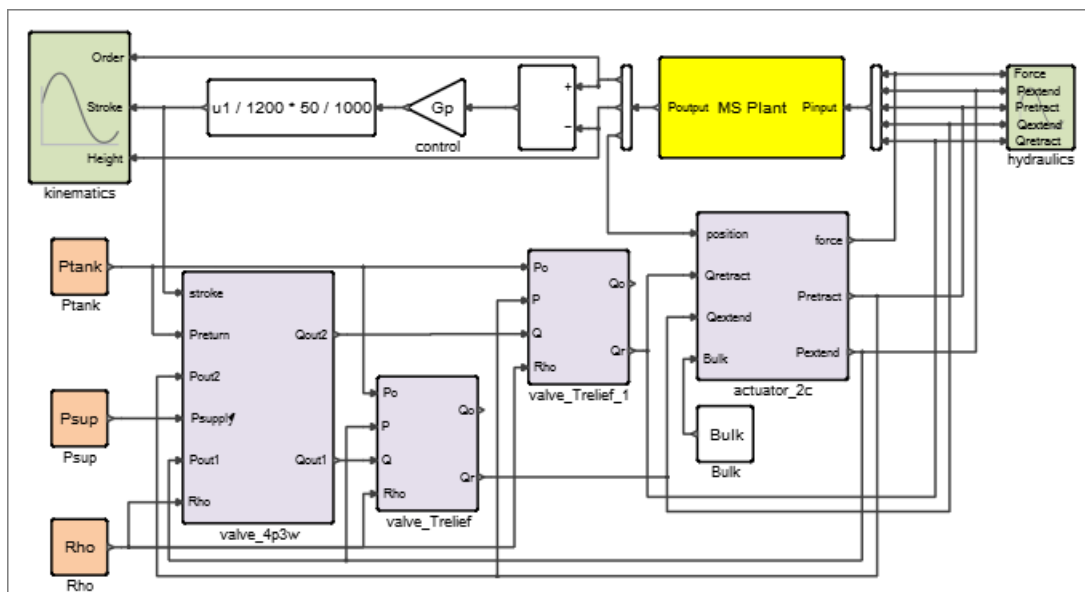 Order
Stroke
Height
kinematics
u1 / 1200 * 50 / 1000
Gp
control
+
−
Poutput
MS Plant
Pinput
Force
Pextend
Pretract
Qextend
Qretract
hydraulics
Ptank
Ptank
Psup
Psup
Rho
Rho
stroke
Preturn
Pout2
Psupply
Pout1
Rho
Qout2
Qout1
valve_4p3w
Po
P
Q
Rho
Qo
Qr
valve_Trelief
Po
P
Q
Rho
Qo
Qr
valve_Trelief_1
position
Qretract
Qextend
Bulk
force
Pretract
Pextend
actuator_2c
Bulk
Bulk